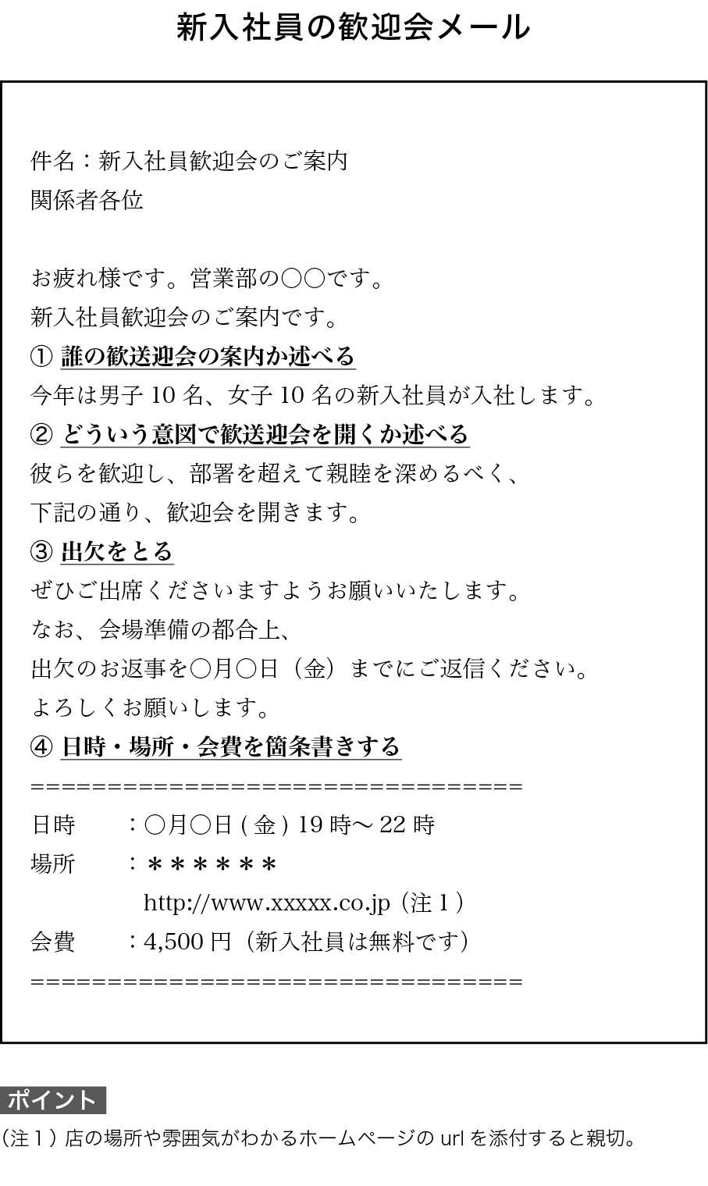 新入社員の歓迎会メール
件名：新入社員歓迎会のご案内
関係者各位
お疲れ様です。営業部の〇〇です。
新入社員歓迎会のご案内です。
① 誰の歓送迎会の案内か述べる
今年は男子 10 名、女子 10 名の新入社員が入社します。
② どういう意図で歓送迎会を開くか述べる
彼らを歓迎し、部署を超えて親睦を深めるべく、
下記の通り、歓迎会を開きます。
③ 出欠をとる
ぜひご出席くださいますようお願いいたします。
なお、会場準備の都合上、
出欠のお返事を〇月〇日（金）までにご返信ください。
よろしくお願いします。
④ 日時・場所・会費を箇条書きする
================================
日時　　：〇月〇日 ( 金 ) 19 時〜 22 時
場所　　：＊＊＊＊＊＊
http://www.xxxxx.co.jp（注１）
会費　　：4,500 円（新入社員は無料です）
================================
ポイント
（注１）店の場所や雰囲気がわかるホームページの url を添付すると親切。